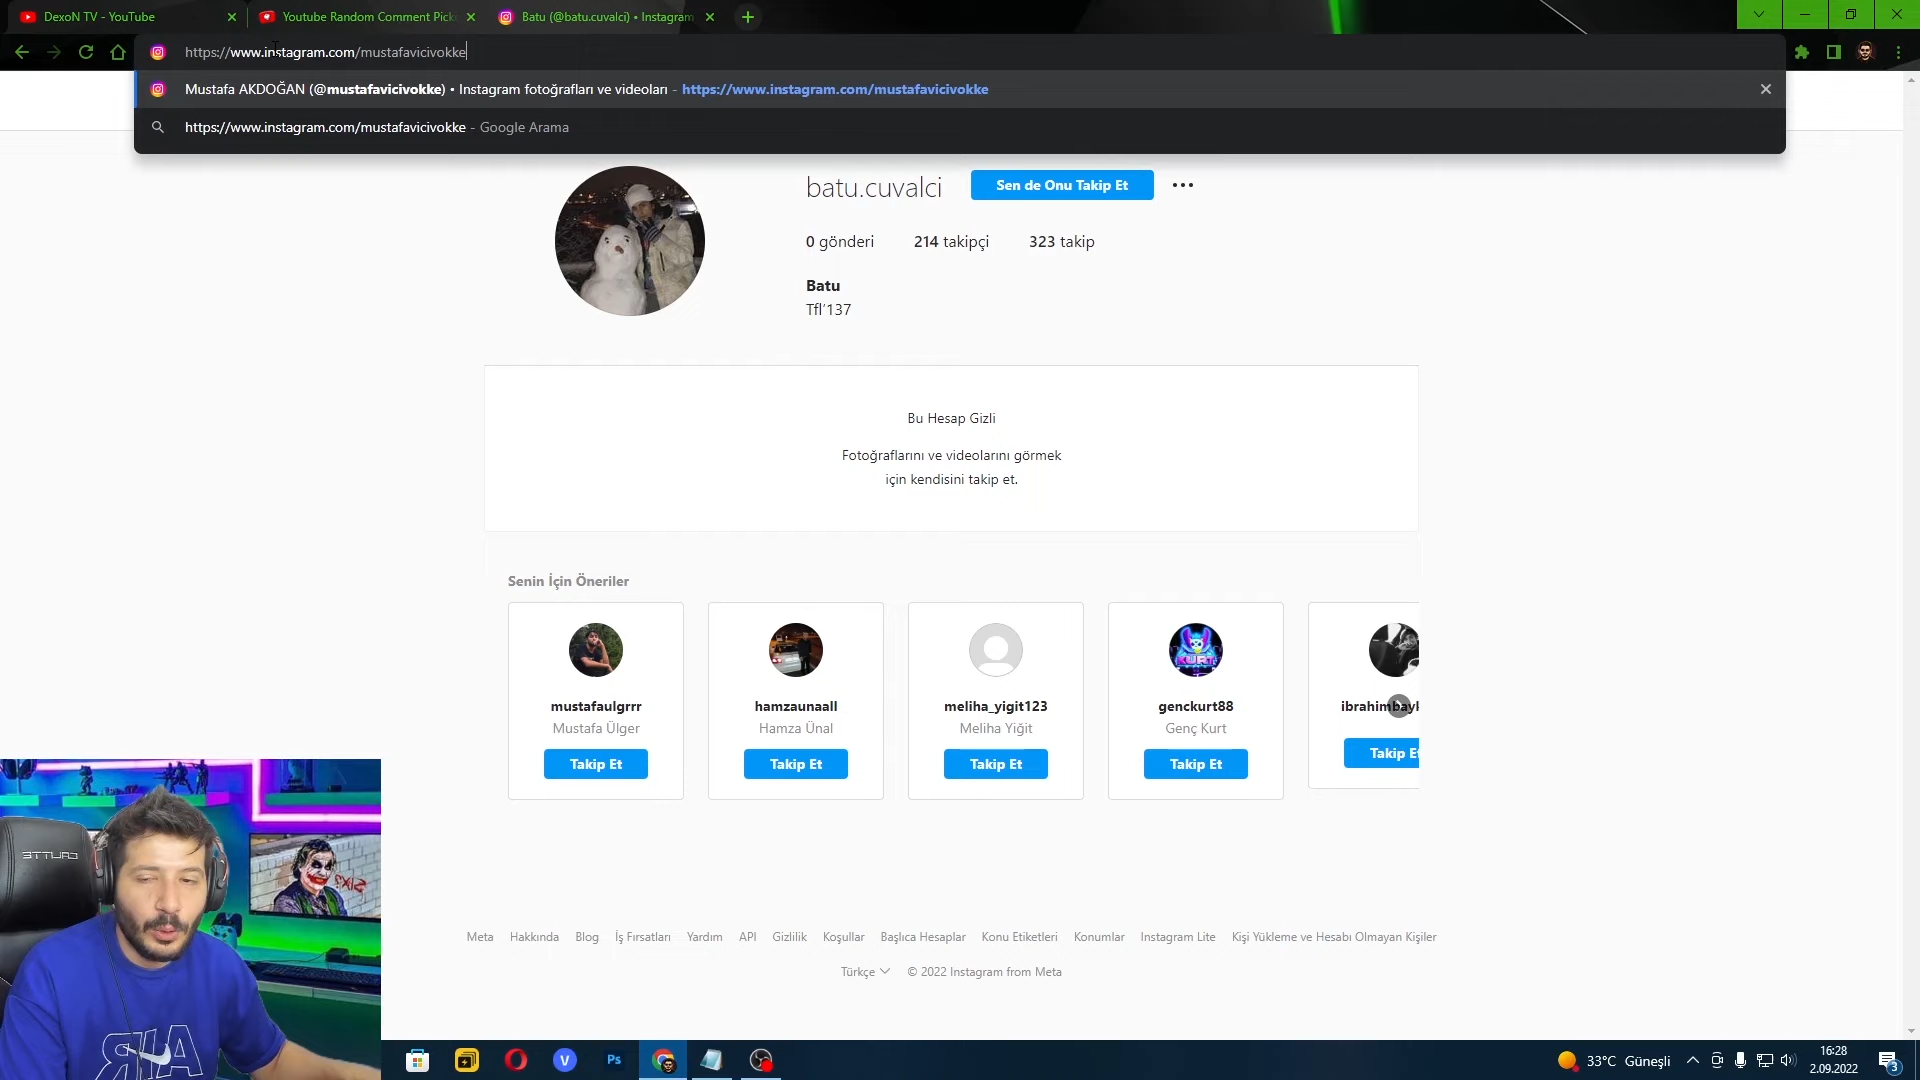 DexoN TV - YouTube
Youtube Random Comment Pick
Batu (@batu.cuvalci) • Instagram
https://www.instagram.com/mustafavicivokke
Mustafa AKDOĞAN (@mustafavicivokke) • Instagram fotoğrafları ve videoları - https://www.instagram.com/mustafavicivokke
https://www.instagram.com/mustafavicivokke - Google Arama
batu.cuvalci
Sen de Onu Takip Et
0 gönderi 214 takipçi 323 takip
Batu
Tfl'137
Bu Hesap Gizli
Fotoğraflarını ve videolarını görmek
için kendisini takip et.
Senin İçin Öneriler
mustafaulgrrr
Mustafa Ülger
Takip Et
hamzaunaall
Hamza Ünal
Takip Et
meliha_yigit123
Meliha Yiğit
Takip Et
KURT
genckurt88
Genç Kurt
Takip Et
ibrahimbayk
Takip Et
Meta Hakkında Blog İş Fırsatları Yardım API Gizlilik Koşullar Başlıca Hesaplar Konu Etiketleri Konumlar Instagram Lite Kişi Yükleme ve Hesabı Olmayan Kişiler
Türkçe © 2022 Instagram from Meta
V
Ps
33°C Güneşli
16:28
2.09.2022
3